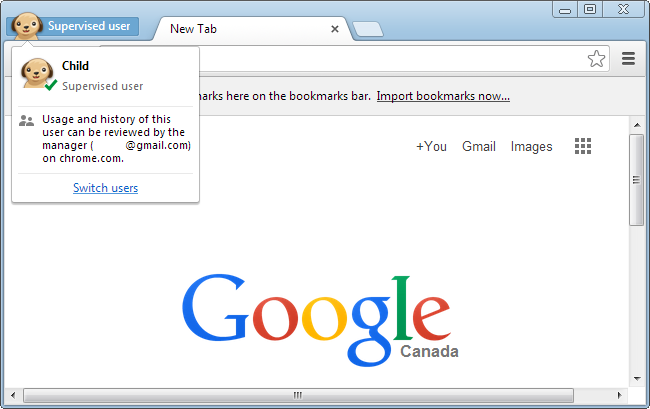 Supervised user
New Tab
Child
Supervised user
arks here on the bookmarks bar. Import bookmarks now...
Usage and history of this
user can be reviewed by the
manager ( @gmail.com)
on chrome.com.
Switch users
+You Gmail Images
Google
Canada